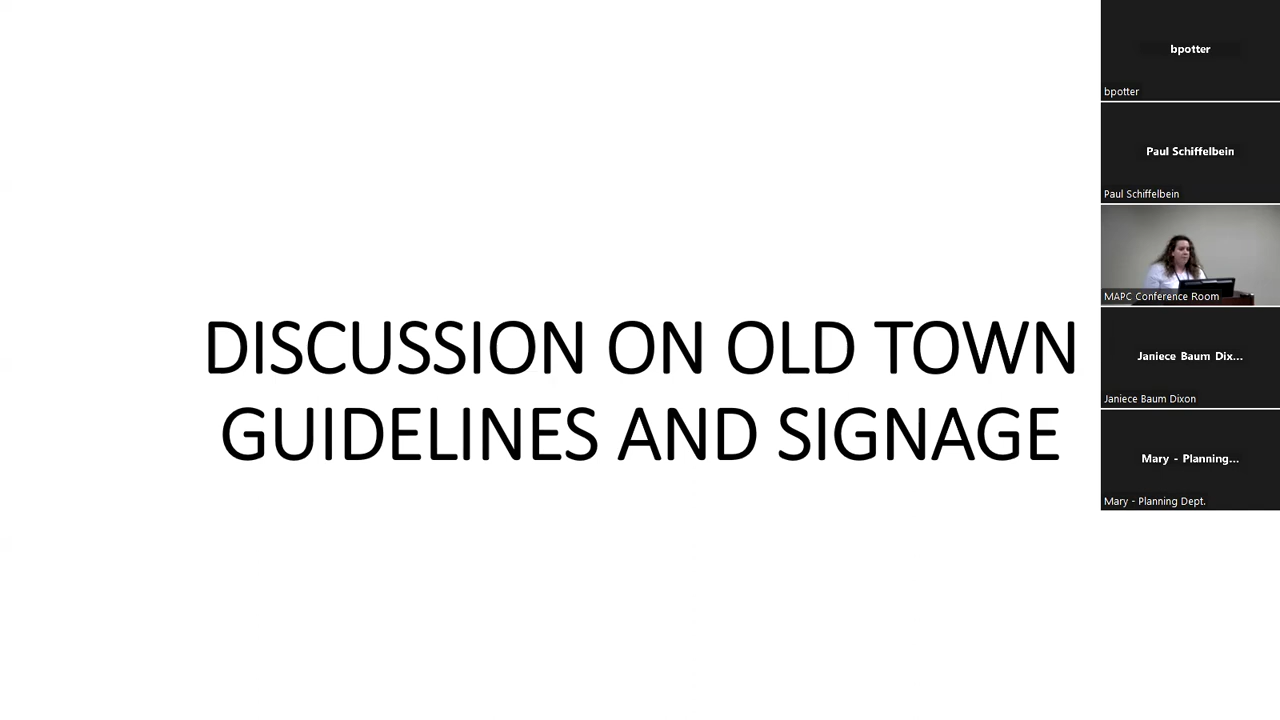 DISCUSSION ON OLD TOWN
GUIDELINES AND SIGNAGE
bpotter
bpotter
Paul Schiffelbein
Paul Schiffelbein
MAPC Conference Room
Janiece Baum Dix...
Janiece Baum Dixon
Mary - Planning...
Mary - Planning Dept.